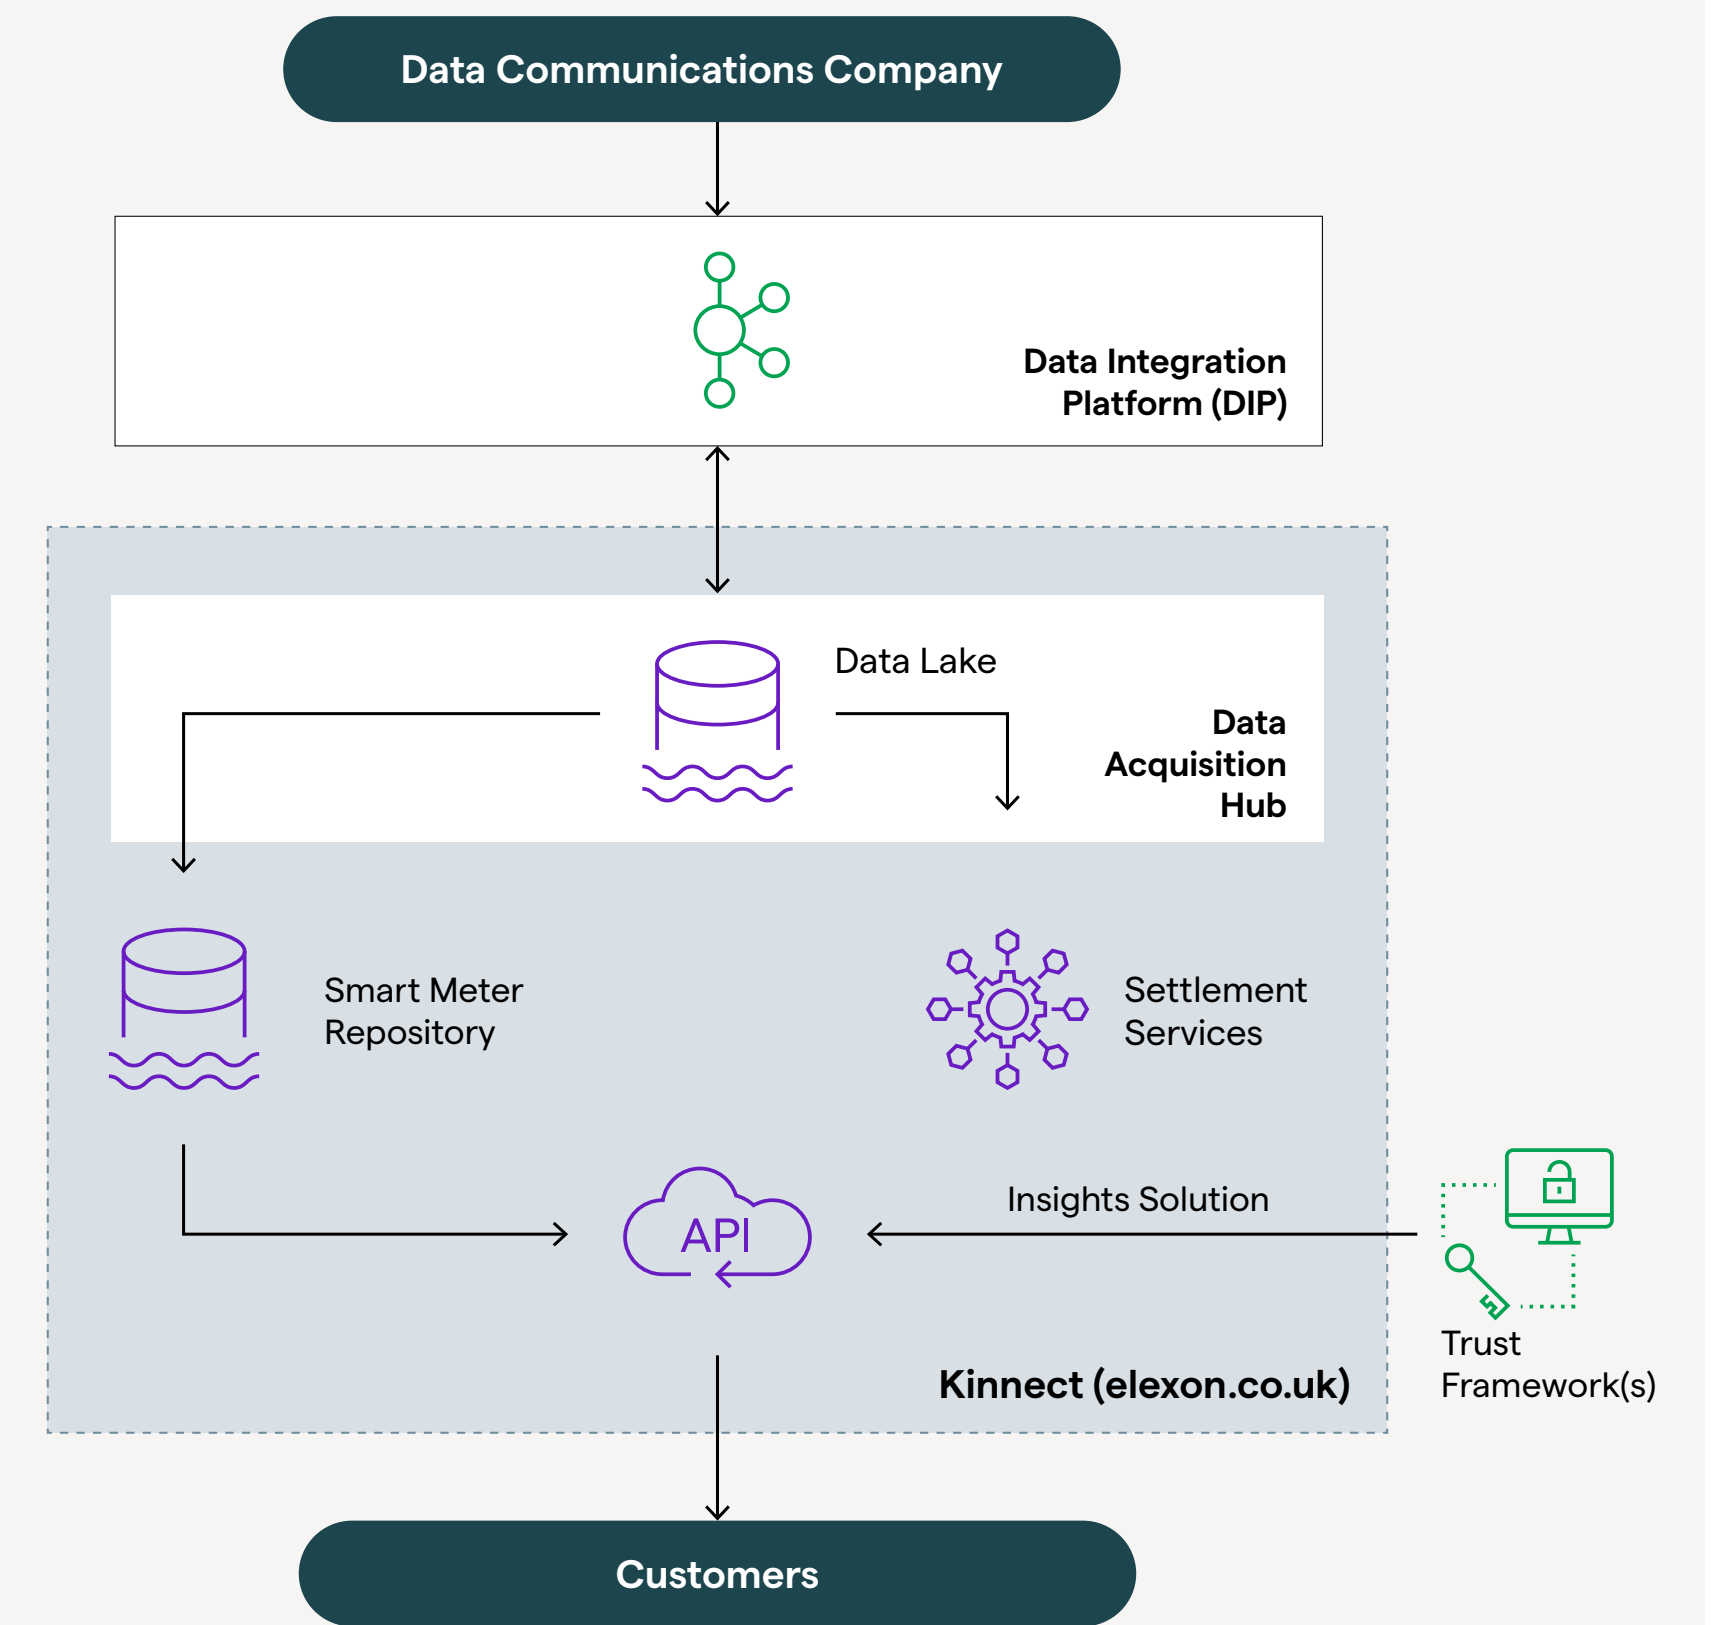 Data Communications Company
Data Integration
Platform (DIP)
Data Lake
Data
Acquisition
Hub
Smart Meter
Repository
Settlement
Services
Insights Solution
API
Trust
Framework(s)
Kinnect (elexon.co.uk)
Customers